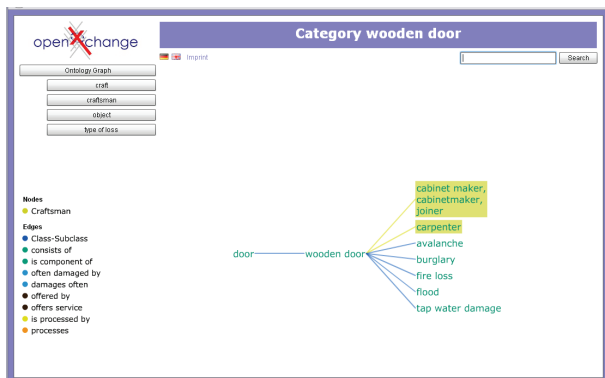 openXchange
Category wooden door
Imprint
Search
Ontology Graph
craft
craftsman
object
type of loss
Nodes
Craftsman
Edges
Class-Subclass
consists of
is component of
often damaged by
damages often
offered by
offers service
is processed by
processes
door
wooden door
cabinet maker,
cabinetmaker,
joiner
carpenter
avalanche
burglary
fire loss
flood
tap water damage